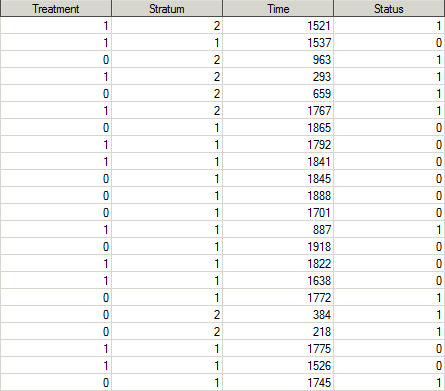 Treatment Stratum Time Status
1 2 1521 1
1 1 1537 0
0 2 963 1
1 2 293 1
0 2 659 1
1 2 1767 1
0 1 1865 0
1 1 1792 0
1 1 1841 0
0 1 1845 0
0 1 1888 0
0 1 1701 0
1 1 887 1
0 1 1918 0
1 1 1822 0
1 1 1638 0
0 1 1772 1
0 2 384 1
0 2 218 1
1 1 1775 0
1 1 1526 0
0 1 1745 1